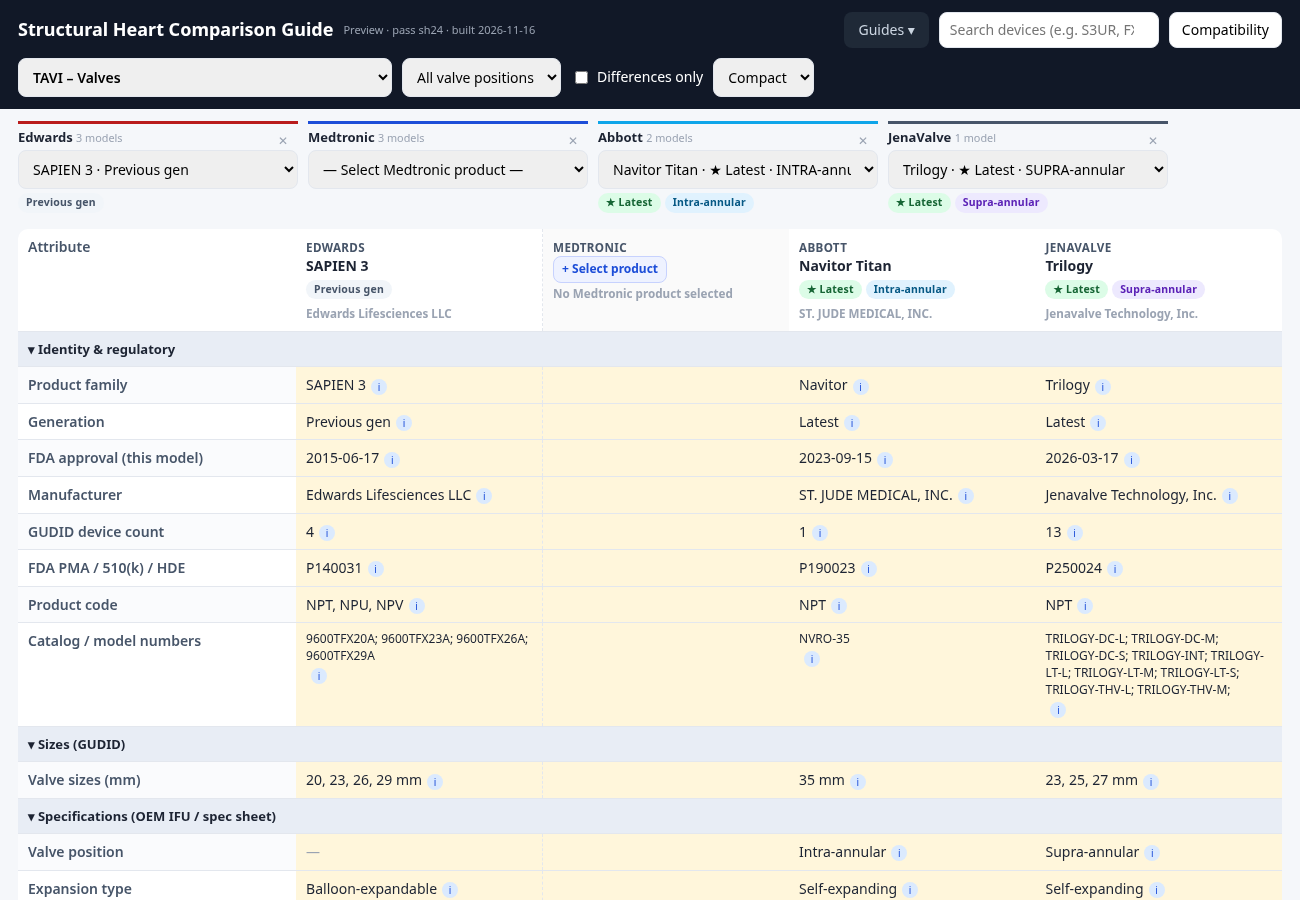 Structural Heart Comparison Guide Preview · pass sh24 · built 2026-11-16 Guides ▾ Search devices (e.g. S3UR, F) Compatibility
TAVI – Valves All valve positions Differences only Compact
Edwards 3 models × Medtronic 3 models × Abbott 2 models × JenaValve 1 model ×
SAPIEN 3 · Previous gen — Select Medtronic product — Navitor Titan · ★ Latest · INTRA-annu Trilogy · ★ Latest · SUPRA-annular
Previous gen ★ Latest Intra-annular ★ Latest Supra-annular
Attribute EDWARDS MEDTRONIC ABBOTT JENAVALVE
SAPIEN 3 + Select product Navitor Titan Trilogy
Previous gen No Medtronic product selected ★ Latest Intra-annular ★ Latest Supra-annular
Edwards Lifesciences LLC ST. JUDE MEDICAL, INC. Jenavalve Technology, Inc.
▾ Identity & regulatory
Product family SAPIEN 3 i Navitor i Trilogy i
Generation Previous gen i Latest i Latest i
FDA approval (this model) 2015-06-17 i 2023-09-15 i 2026-03-17 i
Manufacturer Edwards Lifesciences LLC i ST. JUDE MEDICAL, INC. i Jenavalve Technology, Inc. i
GUDID device count 4 i 1 i 13 i
FDA PMA / 510(k) / HDE P140031 i P190023 i P250024 i
Product code NPT, NPU, NPV i NPT i NPT i
Catalog / model numbers 9600TFX20A; 9600TFX23A; 9600TFX26A; NVRO-35 TRILOGY-DC-L; TRILOGY-DC-M;
9600TFX29A i TRILOGY-DC-S; TRILOGY-INT; TRILOGY-
i LT-L; TRILOGY-LT-M; TRILOGY-LT-S;
TRILOGY-THV-L; TRILOGY-THV-M;
i
▾ Sizes (GUDID)
Valve sizes (mm) 20, 23, 26, 29 mm i 35 mm i 23, 25, 27 mm i
▾ Specifications (OEM IFU / spec sheet)
Valve position — Intra-annular i Supra-annular i
Expansion type Balloon-expandable i Self-expanding i Self-expanding i